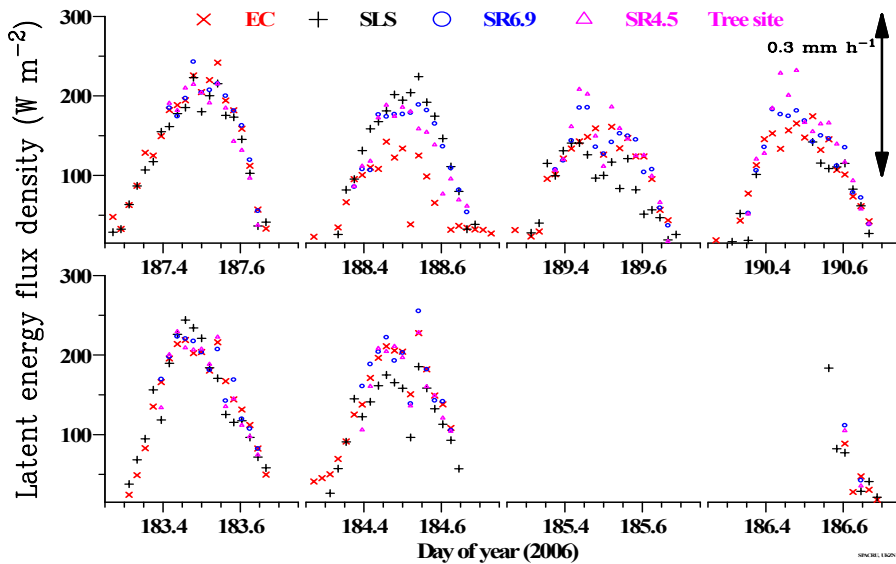 EC SLS SR6.9 SR4.5 Tree site
0.3 mm h⁻¹
Latent energy flux density (W m⁻²)
300
200
100
187.4 187.6 188.4 188.6 189.4 189.6 190.4 190.6
300
200
100
183.4 183.6 184.4 184.6 185.4 185.6 186.4 186.6
Day of year (2006)
SPACRU, UKZN